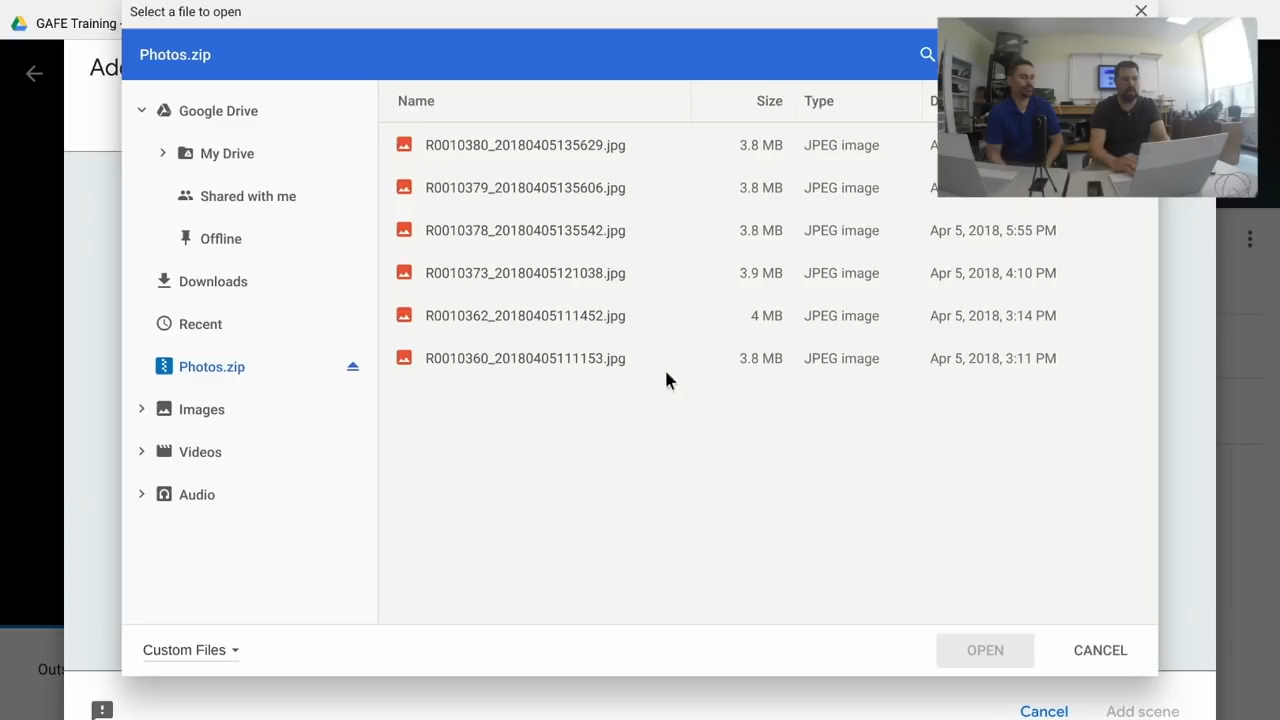 GAFE Training -
Select a file to open
Photos.zip
Google Drive
My Drive
Shared with me
Offline
Downloads
Recent
Photos.zip
Images
Videos
Audio
Name Size Type D
R0010380_20180405135629.jpg 3.8 MB JPEG image A
R0010379_20180405135606.jpg 3.8 MB JPEG image A
R0010378_20180405135542.jpg 3.8 MB JPEG image Apr 5, 2018, 5:55 PM
R0010373_20180405121038.jpg 3.9 MB JPEG image Apr 5, 2018, 4:10 PM
R0010362_20180405111452.jpg 4 MB JPEG image Apr 5, 2018, 3:14 PM
R0010360_20180405111153.jpg 3.8 MB JPEG image Apr 5, 2018, 3:11 PM
Custom Files OPEN CANCEL
Cancel Add scene